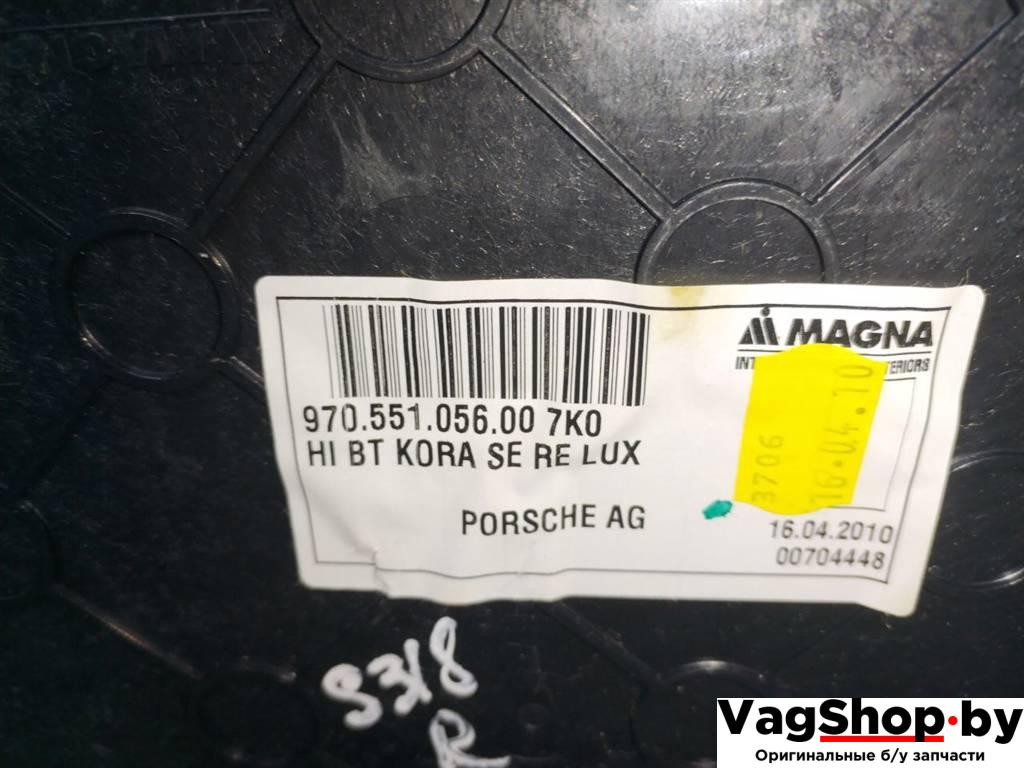 MAGNA
970.551.056.00 7K0
HI BT KORA SE RE LUX
PORSCHE AG
3706
16.04.10
16.04.2010
00704448
S318
R
VagShop.by
Оригинальные б/у запчасти